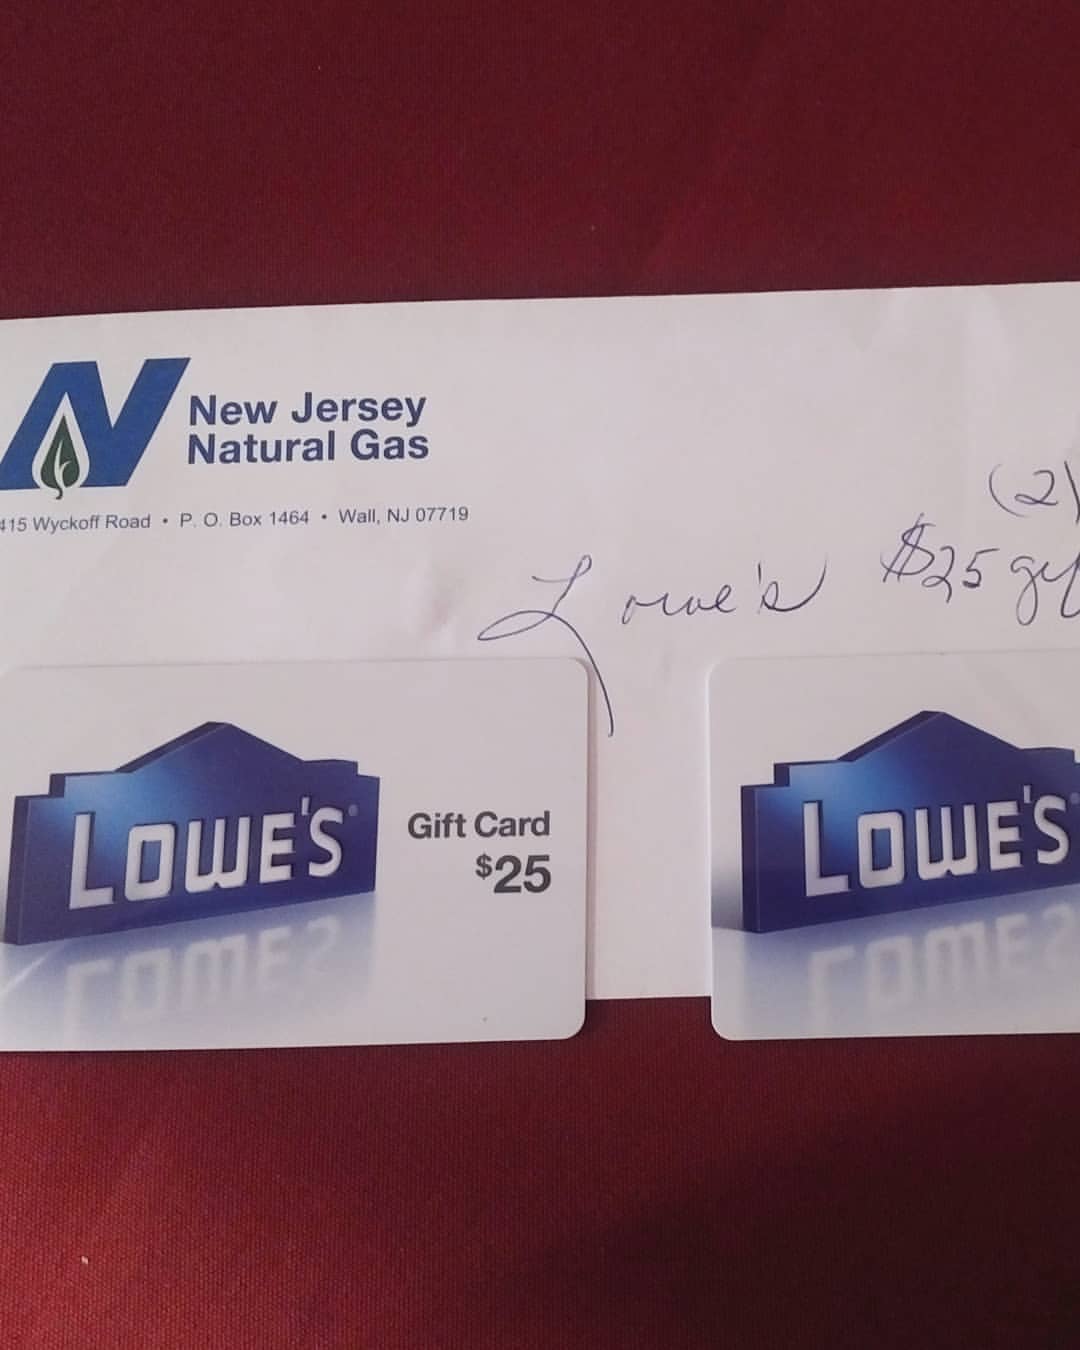 New Jersey
Natural Gas
415 Wyckoff Road • P. O. Box 1464 • Wall, NJ 07719
(2)
Lowe's $25
LOWE'S
Gift Card
$25
LOWE'S